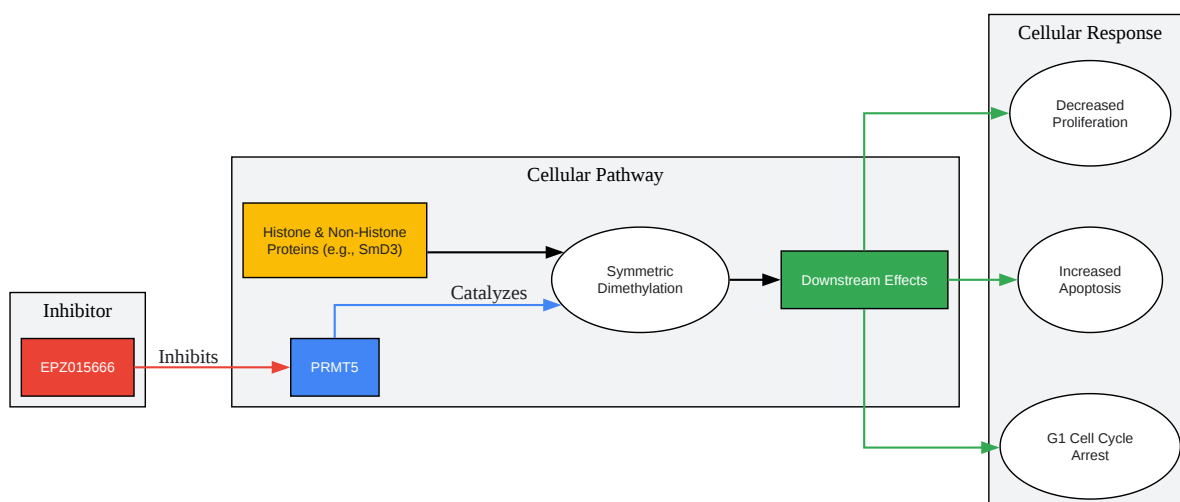 Cellular Response
Decreased
Proliferation
Cellular Pathway
Histone & Non-Histone
Proteins (e.g., SmD3)
Symmetric
Dimethylation
Downstream Effects
Increased
Apoptosis
Catalyzes
Inhibitor
EPZ015666
Inhibits
PRMT5
G1 Cell Cycle
Arrest